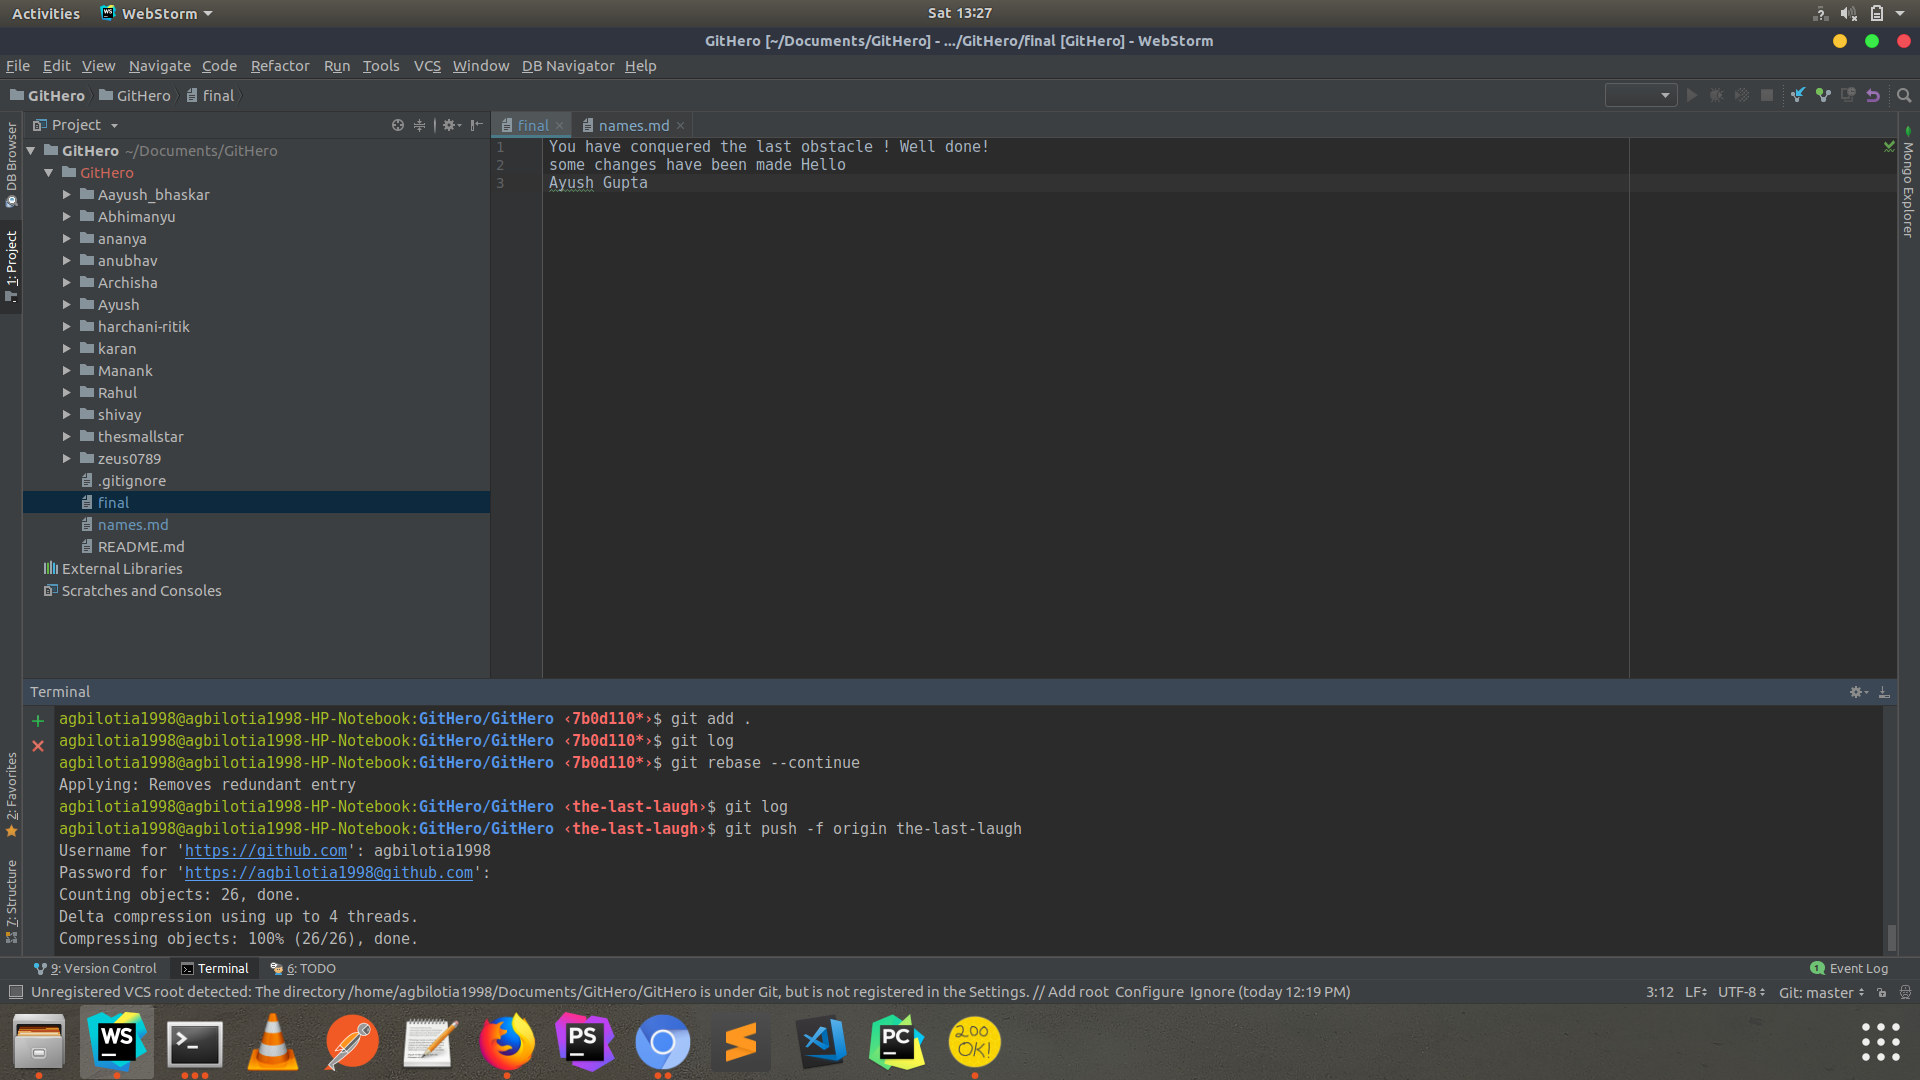 Activities WebStorm Sat 13:27
GitHero [~/Documents/GitHero] - .../GitHero/final [GitHero] - WebStorm
File Edit View Navigate Code Refactor Run Tools VCS Window DB Navigator Help
GitHero GitHero final
DB Browser
1: Project
2: Favorites
7: Structure
Project
GitHero ~/Documents/GitHero
GitHero
Aayush_bhaskar
Abhimanyu
ananya
anubhav
Archisha
Ayush
harchani-ritik
karan
Manank
Rahul
shivay
thesmallstar
zeus0789
.gitignore
final
names.md
README.md
External Libraries
Scratches and Consoles
final names.md
1 You have conquered the last obstacle ! Well done!
2 some changes have been made Hello
3 Ayush Gupta
Mongo Explorer
Terminal
agbilotia1998@agbilotia1998-HP-Notebook:GitHero/GitHero ‹7b0d110*›$ git add .
agbilotia1998@agbilotia1998-HP-Notebook:GitHero/GitHero ‹7b0d110*›$ git log
agbilotia1998@agbilotia1998-HP-Notebook:GitHero/GitHero ‹7b0d110*›$ git rebase --continue
Applying: Removes redundant entry
agbilotia1998@agbilotia1998-HP-Notebook:GitHero/GitHero ‹the-last-laugh›$ git log
agbilotia1998@agbilotia1998-HP-Notebook:GitHero/GitHero ‹the-last-laugh›$ git push -f origin the-last-laugh
Username for 'https://github.com': agbilotia1998
Password for 'https://agbilotia1998@github.com':
Counting objects: 26, done.
Delta compression using up to 4 threads.
Compressing objects: 100% (26/26), done.
9: Version Control Terminal 6: TODO 1 Event Log
Unregistered VCS root detected: The directory /home/agbilotia1998/Documents/GitHero/GitHero is under Git, but is not registered in the Settings. // Add root Configure Ignore (today 12:19 PM) 3:12 LF UTF-8 Git: master
WS PS PC 200 OK!